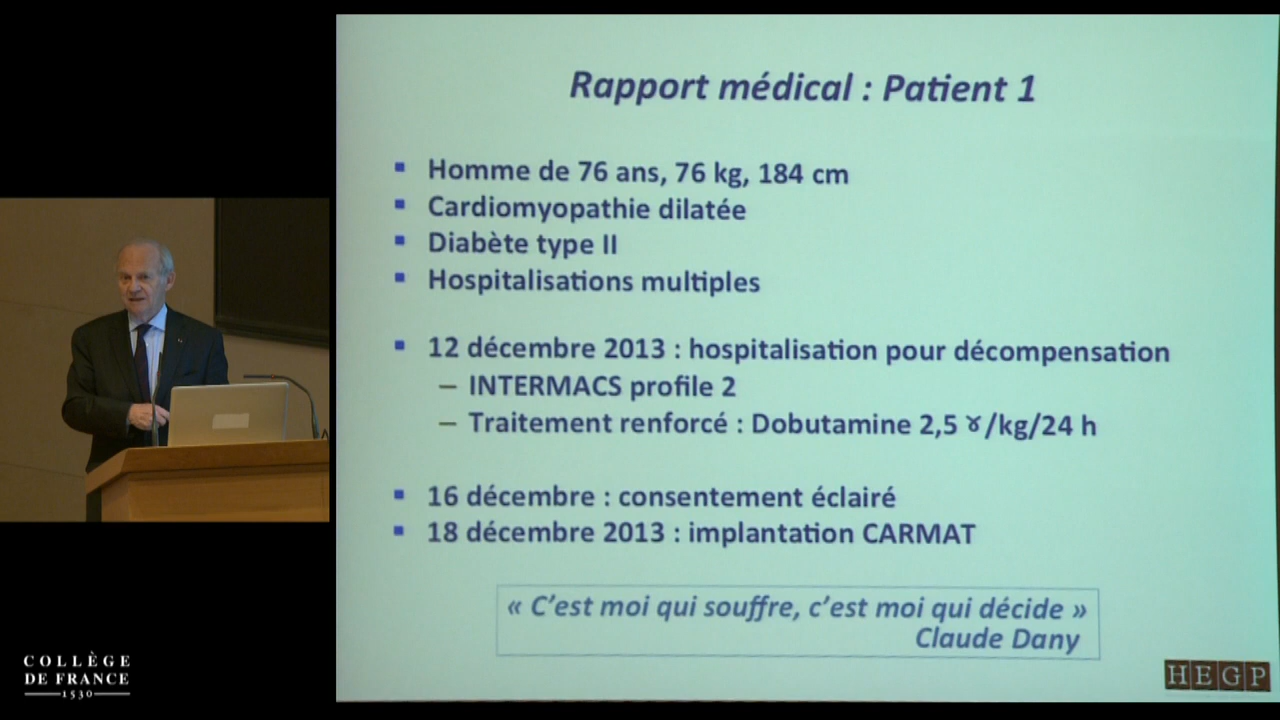 Rapport médical : Patient 1
▪ Homme de 76 ans, 76 kg, 184 cm
▪ Cardiomyopathie dilatée
▪ Diabète type II
▪ Hospitalisations multiples
▪ 12 décembre 2013 : hospitalisation pour décompensation
– INTERMACS profile 2
– Traitement renforcé : Dobutamine 2,5 ɤ/kg/24 h
▪ 16 décembre : consentement éclairé
▪ 18 décembre 2013 : implantation CARMAT
« C’est moi qui souffre, c’est moi qui décide »
Claude Dany
HEGP
COLLÈGE
DE FRANCE
1530